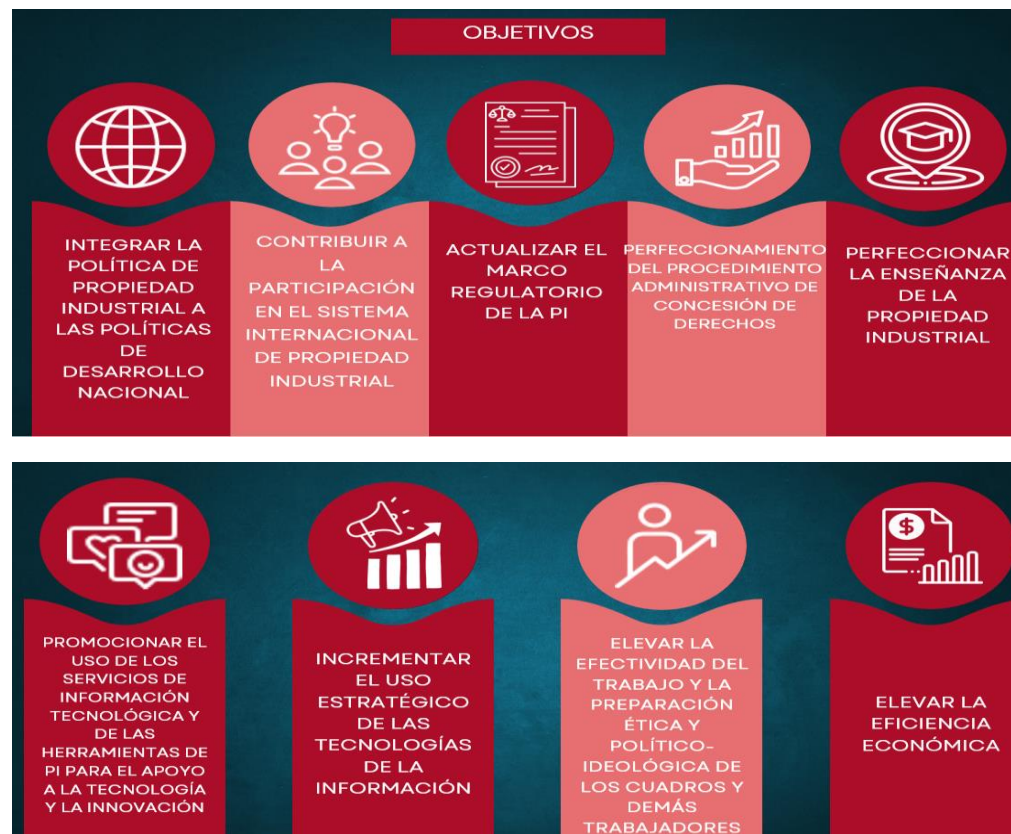 OBJETIVOS
INTEGRAR LA
POLÍTICA DE
PROPIEDAD
INDUSTRIAL A
LAS POLÍTICAS
DE
DESARROLLO
NACIONAL
CONTRIBUIR A
LA
PARTICIPACIÓN
EN EL SISTEMA
INTERNACIONAL
DE PROPIEDAD
INDUSTRIAL
ACTUALIZAR EL
MARCO
REGULATORIO
DE LA PI
PERFECCIONAMIENTO
DEL PROCEDIMIENTO
ADMINISTRATIVO DE
CONCESIÓN DE
DERECHOS
PERFECCIONAR
LA ENSEÑANZA
DE LA
PROPIEDAD
INDUSTRIAL
PROMOCIONAR EL
USO DE LOS
SERVICIOS DE
INFORMACIÓN
TECNOLÓGICA Y
DE LAS
HERRAMIENTAS DE
PI PARA EL APOYO
A LA TECNOLOGÍA
Y LA INNOVACIÓN
INCREMENTAR
EL USO
ESTRATÉGICO
DE LAS
TECNOLOGÍAS
DE LA
INFORMACIÓN
ELEVAR LA
EFECTIVIDAD DEL
TRABAJO Y LA
PREPARACIÓN
ÉTICA Y
POLÍTICO-
IDEOLÓGICA DE
LOS CUADROS Y
DEMÁS
TRABAJADORES
$
ELEVAR LA
EFICIENCIA
ECONÓMICA